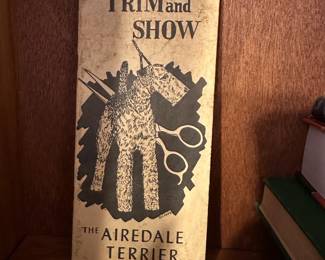 TRIM and
SHOW
THE AIREDALE
TERRIER